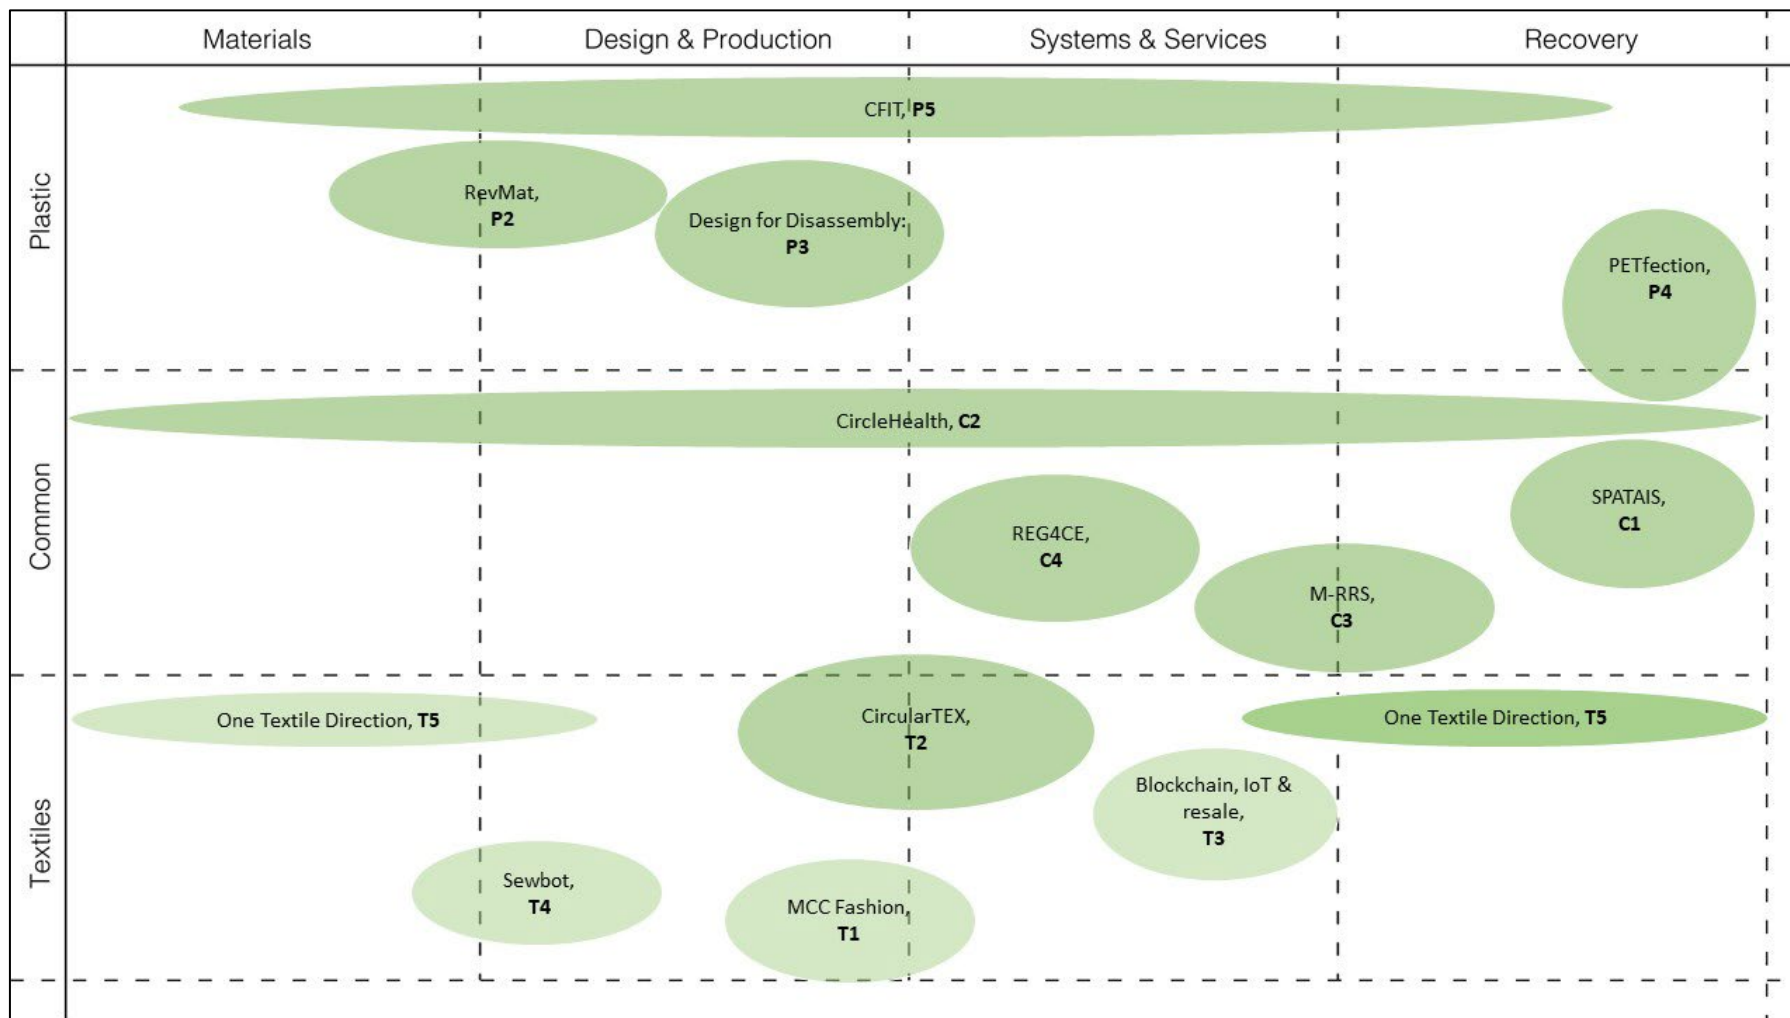 Materials
Design & Production
Systems & Services
Recovery
Plastic
CFIT, P5
RevMat,
P2
Design for Disassembly:
P3
PETfection,
P4
Common
CircleHealth, C2
SPATAIS,
C1
REG4CE,
C4
M-RRS,
C3
Textiles
One Textile Direction, T5
CircularTEX,
T2
One Textile Direction, T5
Blockchain, IoT &
resale,
T3
Sewbot,
T4
MCC Fashion,
T1